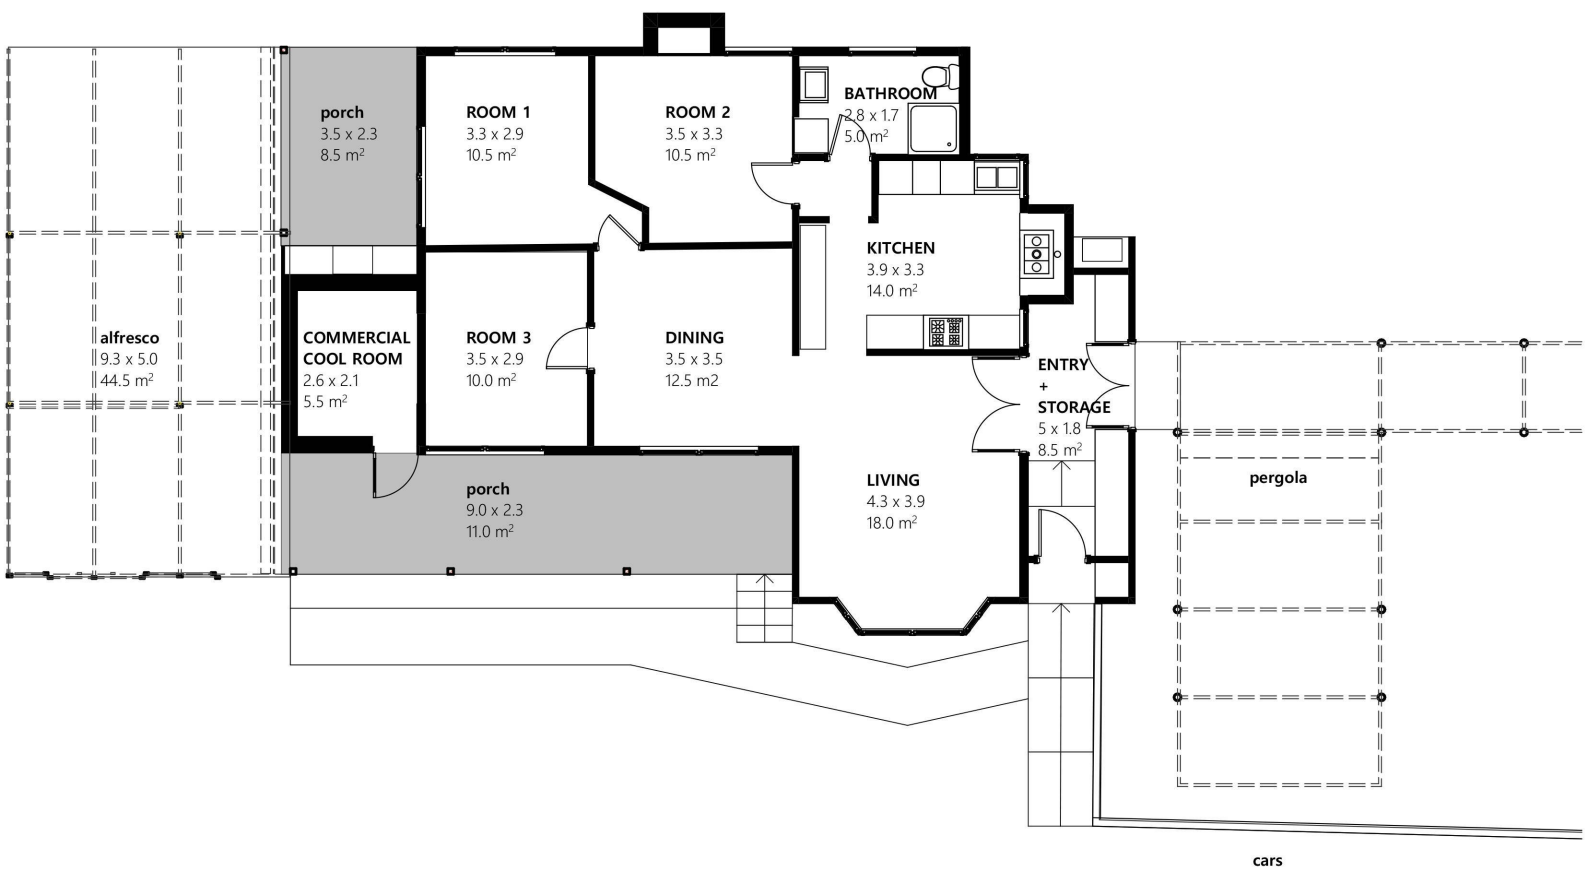 porch
3.5 x 2.3
8.5 m²
ROOM 1
3.3 x 2.9
10.5 m²
ROOM 2
3.5 x 3.3
10.5 m²
BATHROOM
2.8 x 1.7
5.0 m²
KITCHEN
3.9 x 3.3
14.0 m²
alfresco
9.3 x 5.0
44.5 m²
COMMERCIAL
COOL ROOM
2.6 x 2.1
5.5 m²
ROOM 3
3.5 x 2.9
10.0 m²
DINING
3.5 x 3.5
12.5 m2
ENTRY
+
STORAGE
5 x 1.8
8.5 m²
porch
9.0 x 2.3
11.0 m²
LIVING
4.3 x 3.9
18.0 m²
pergola
cars